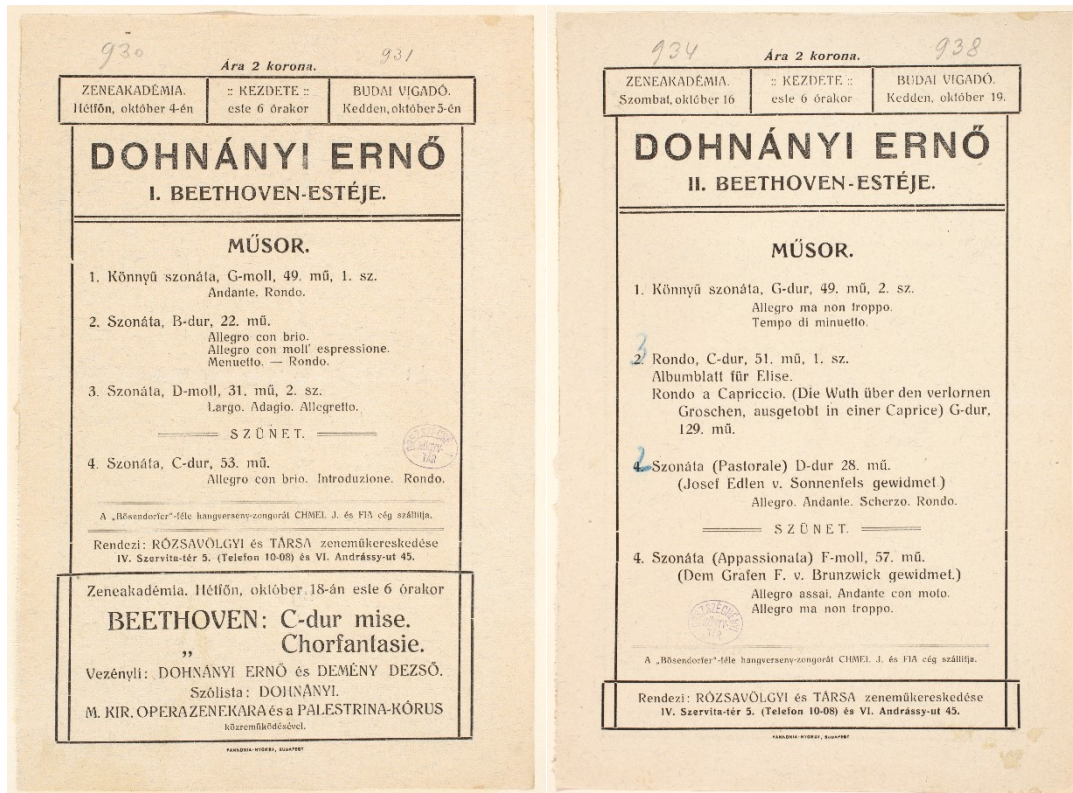 930
931
Ára 2 korona.
ZENEAKADÉMIA.
Hétfőn, október 4-én
:: KEZDETE ::
este 6 órakor
BUDAI VIGADÓ.
Kedden, október 5-én
DOHNÁNYI ERNŐ
I. BEETHOVEN-ESTÉJE.
MŰSOR.
1. Könnyű szonáta, G-moll, 49. mű, 1. sz.
Andante. Rondo.
2. Szonáta, B-dur, 22. mű.
Allegro con brio.
Allegro con moll' espressione.
Menuetto. — Rondo.
3. Szonáta, D-moll, 31. mű, 2. sz.
Largo. Adagio. Allegretto.
SZÜNET.
4. Szonáta, C-dur, 53. mű.
Allegro con brio. Introduzione. Rondo.
A „Bösendorfer"-féle hangverseny-zongorát CHMEL J. és FIA cég szállítja.
Rendezi: RÓZSAVÖLGYI és TÁRSA zeneműkereskedése
IV. Szervita-tér 5. (Telefon 10-08) és VI. Andrássy-ut 45.
Zeneakadémia. Hétfőn, október 18-án este 6 órakor
BEETHOVEN: C-dur mise.
„ Chorfantasie.
Vezényli: DOHNÁNYI ERNŐ és DEMÉNY DEZSŐ.
Szólista: DOHNÁNYI.
M. KIR. OPERAZENEKARA és a PALESTRINA-KÓRUS
közreműködésével.
PANNONIA-NYOMDA, BUDAPEST
934
938
Ára 2 korona.
ZENEAKADÉMIA.
Szombat, október 16
:: KEZDETE ::
este 6 órakor
BUDAI VIGADÓ.
Kedden, október 19.
DOHNÁNYI ERNŐ
II. BEETHOVEN-ESTÉJE.
MŰSOR.
1. Könnyű szonáta, G-dur, 49. mű, 2. sz.
Allegro ma non troppo.
Tempo di minuetto.
3
2. Rondo, C-dur, 51. mű, 1. sz.
Albumblatt für Elise.
Rondo a Capriccio. (Die Wuth über den verlornen
Groschen, ausgetobt in einer Caprice) G-dur,
129. mű.
2
4. Szonáta (Pastorale) D-dur 28. mű.
(Josef Edlen v. Sonnenfels gewidmet.)
Allegro. Andante. Scherzo. Rondo.
SZÜNET.
4. Szonáta (Appassionata) F-moll, 57. mű.
(Dem Grafen F. v. Brunzwick gewidmet.)
Allegro assai. Andante con moto.
Allegro ma non troppo.
A „Bösendorfer"-féle hangverseny-zongorát CHMEL J. és FIA cég szállítja.
Rendezi: RÓZSAVÖLGYI és TÁRSA zeneműkereskedése
IV. Szervita-tér 5. (Telefon 10-08) és VI. Andrássy-ut 45.
PANNONIA-NYOMDA, BUDAPEST